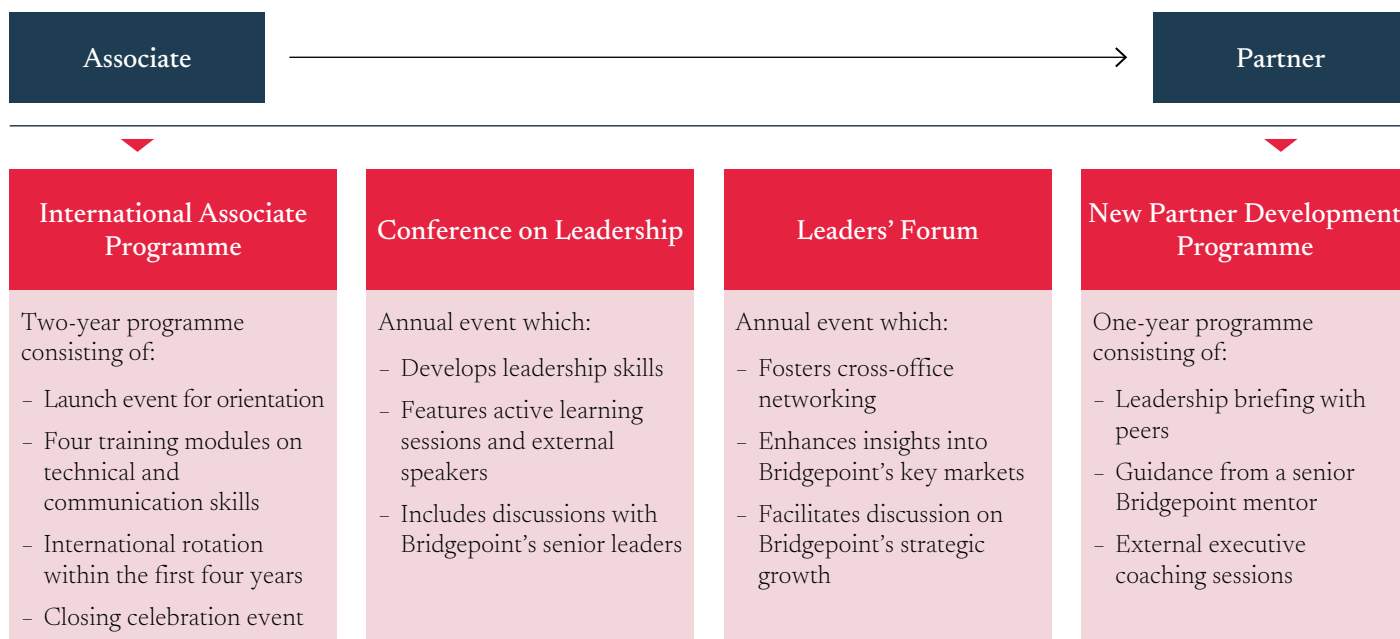 Associate
Partner
International Associate
Programme
Two-year programme
consisting of:
– Launch event for orientation
– Four training modules on
technical and
communication skills
– International rotation
within the first four years
– Closing celebration event
Conference on Leadership
Annual event which:
– Develops leadership skills
– Features active learning
sessions and external
speakers
– Includes discussions with
Bridgepoint’s senior leaders
Leaders’ Forum
Annual event which:
– Fosters cross-office
networking
– Enhances insights into
Bridgepoint’s key markets
– Facilitates discussion on
Bridgepoint’s strategic
growth
New Partner Development
Programme
One-year programme
consisting of:
– Leadership briefing with
peers
– Guidance from a senior
Bridgepoint mentor
– External executive
coaching sessions